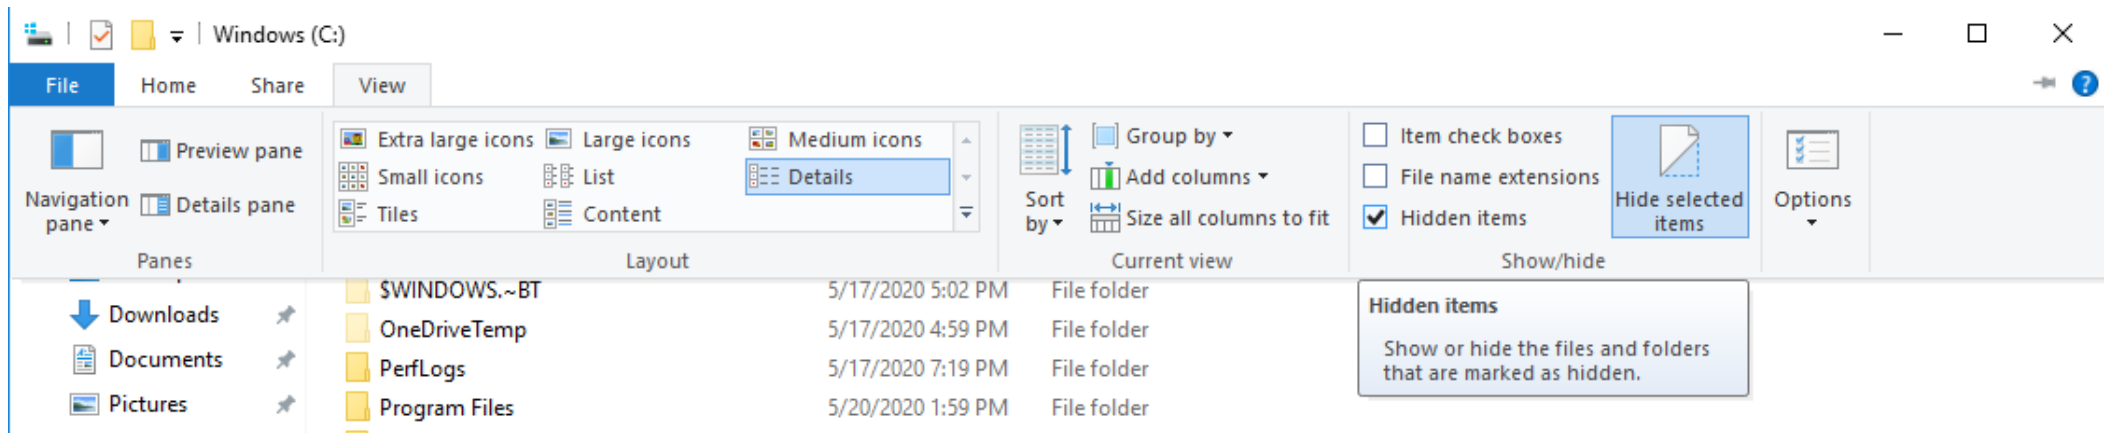 Windows (C:)
File Home Share View
Navigation pane
Preview pane
Details pane
Panes
Extra large icons Large icons Medium icons
Small icons List Details
Tiles Content
Layout
Sort by
Group by
Add columns
Size all columns to fit
Current view
Item check boxes
File name extensions
Hidden items
Hide selected
items
Show/hide
Options
Downloads
Documents
Pictures
$WINDOWS.~BT 5/17/2020 5:02 PM File folder
OneDriveTemp 5/17/2020 4:59 PM File folder
PerfLogs 5/17/2020 7:19 PM File folder
Program Files 5/20/2020 1:59 PM File folder
Hidden items
Show or hide the files and folders
that are marked as hidden.